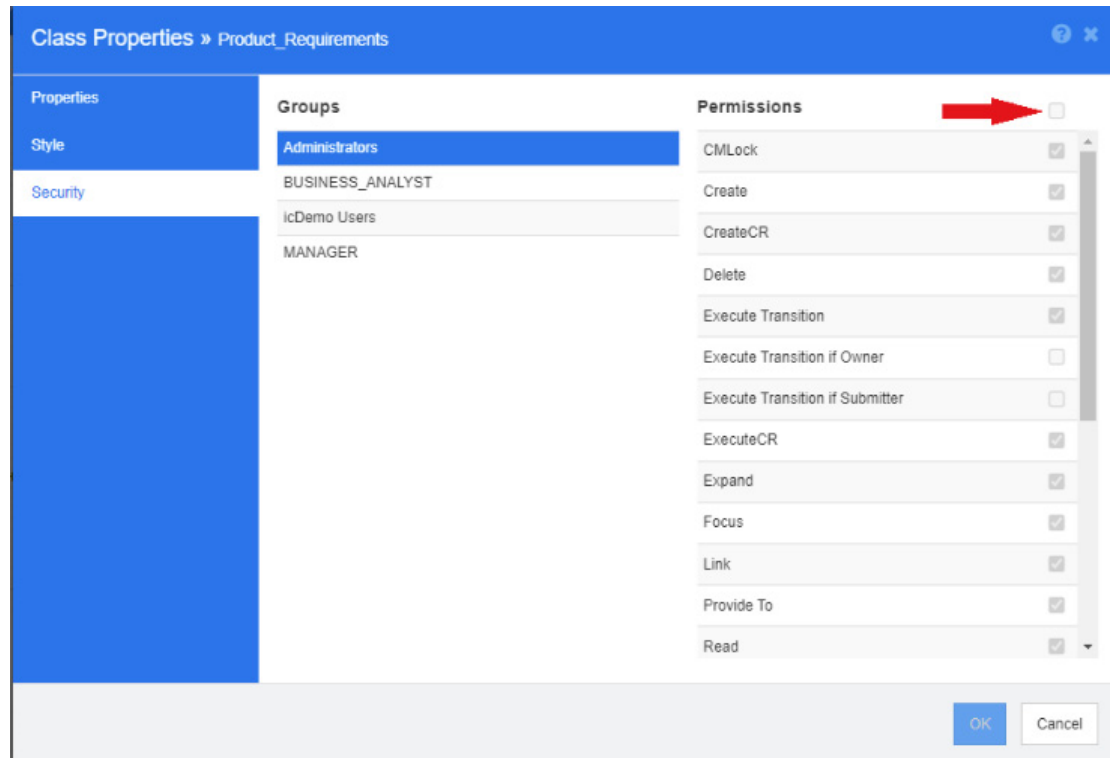 Class Properties » Product_Requirements
Properties
Style
Security
Groups
Administrators
BUSINESS_ANALYST
icDemo Users
MANAGER
Permissions
CMLock
Create
CreateCR
Delete
Execute Transition
Execute Transition if Owner
Execute Transition if Submitter
ExecuteCR
Expand
Focus
Link
Provide To
Read
OK
Cancel